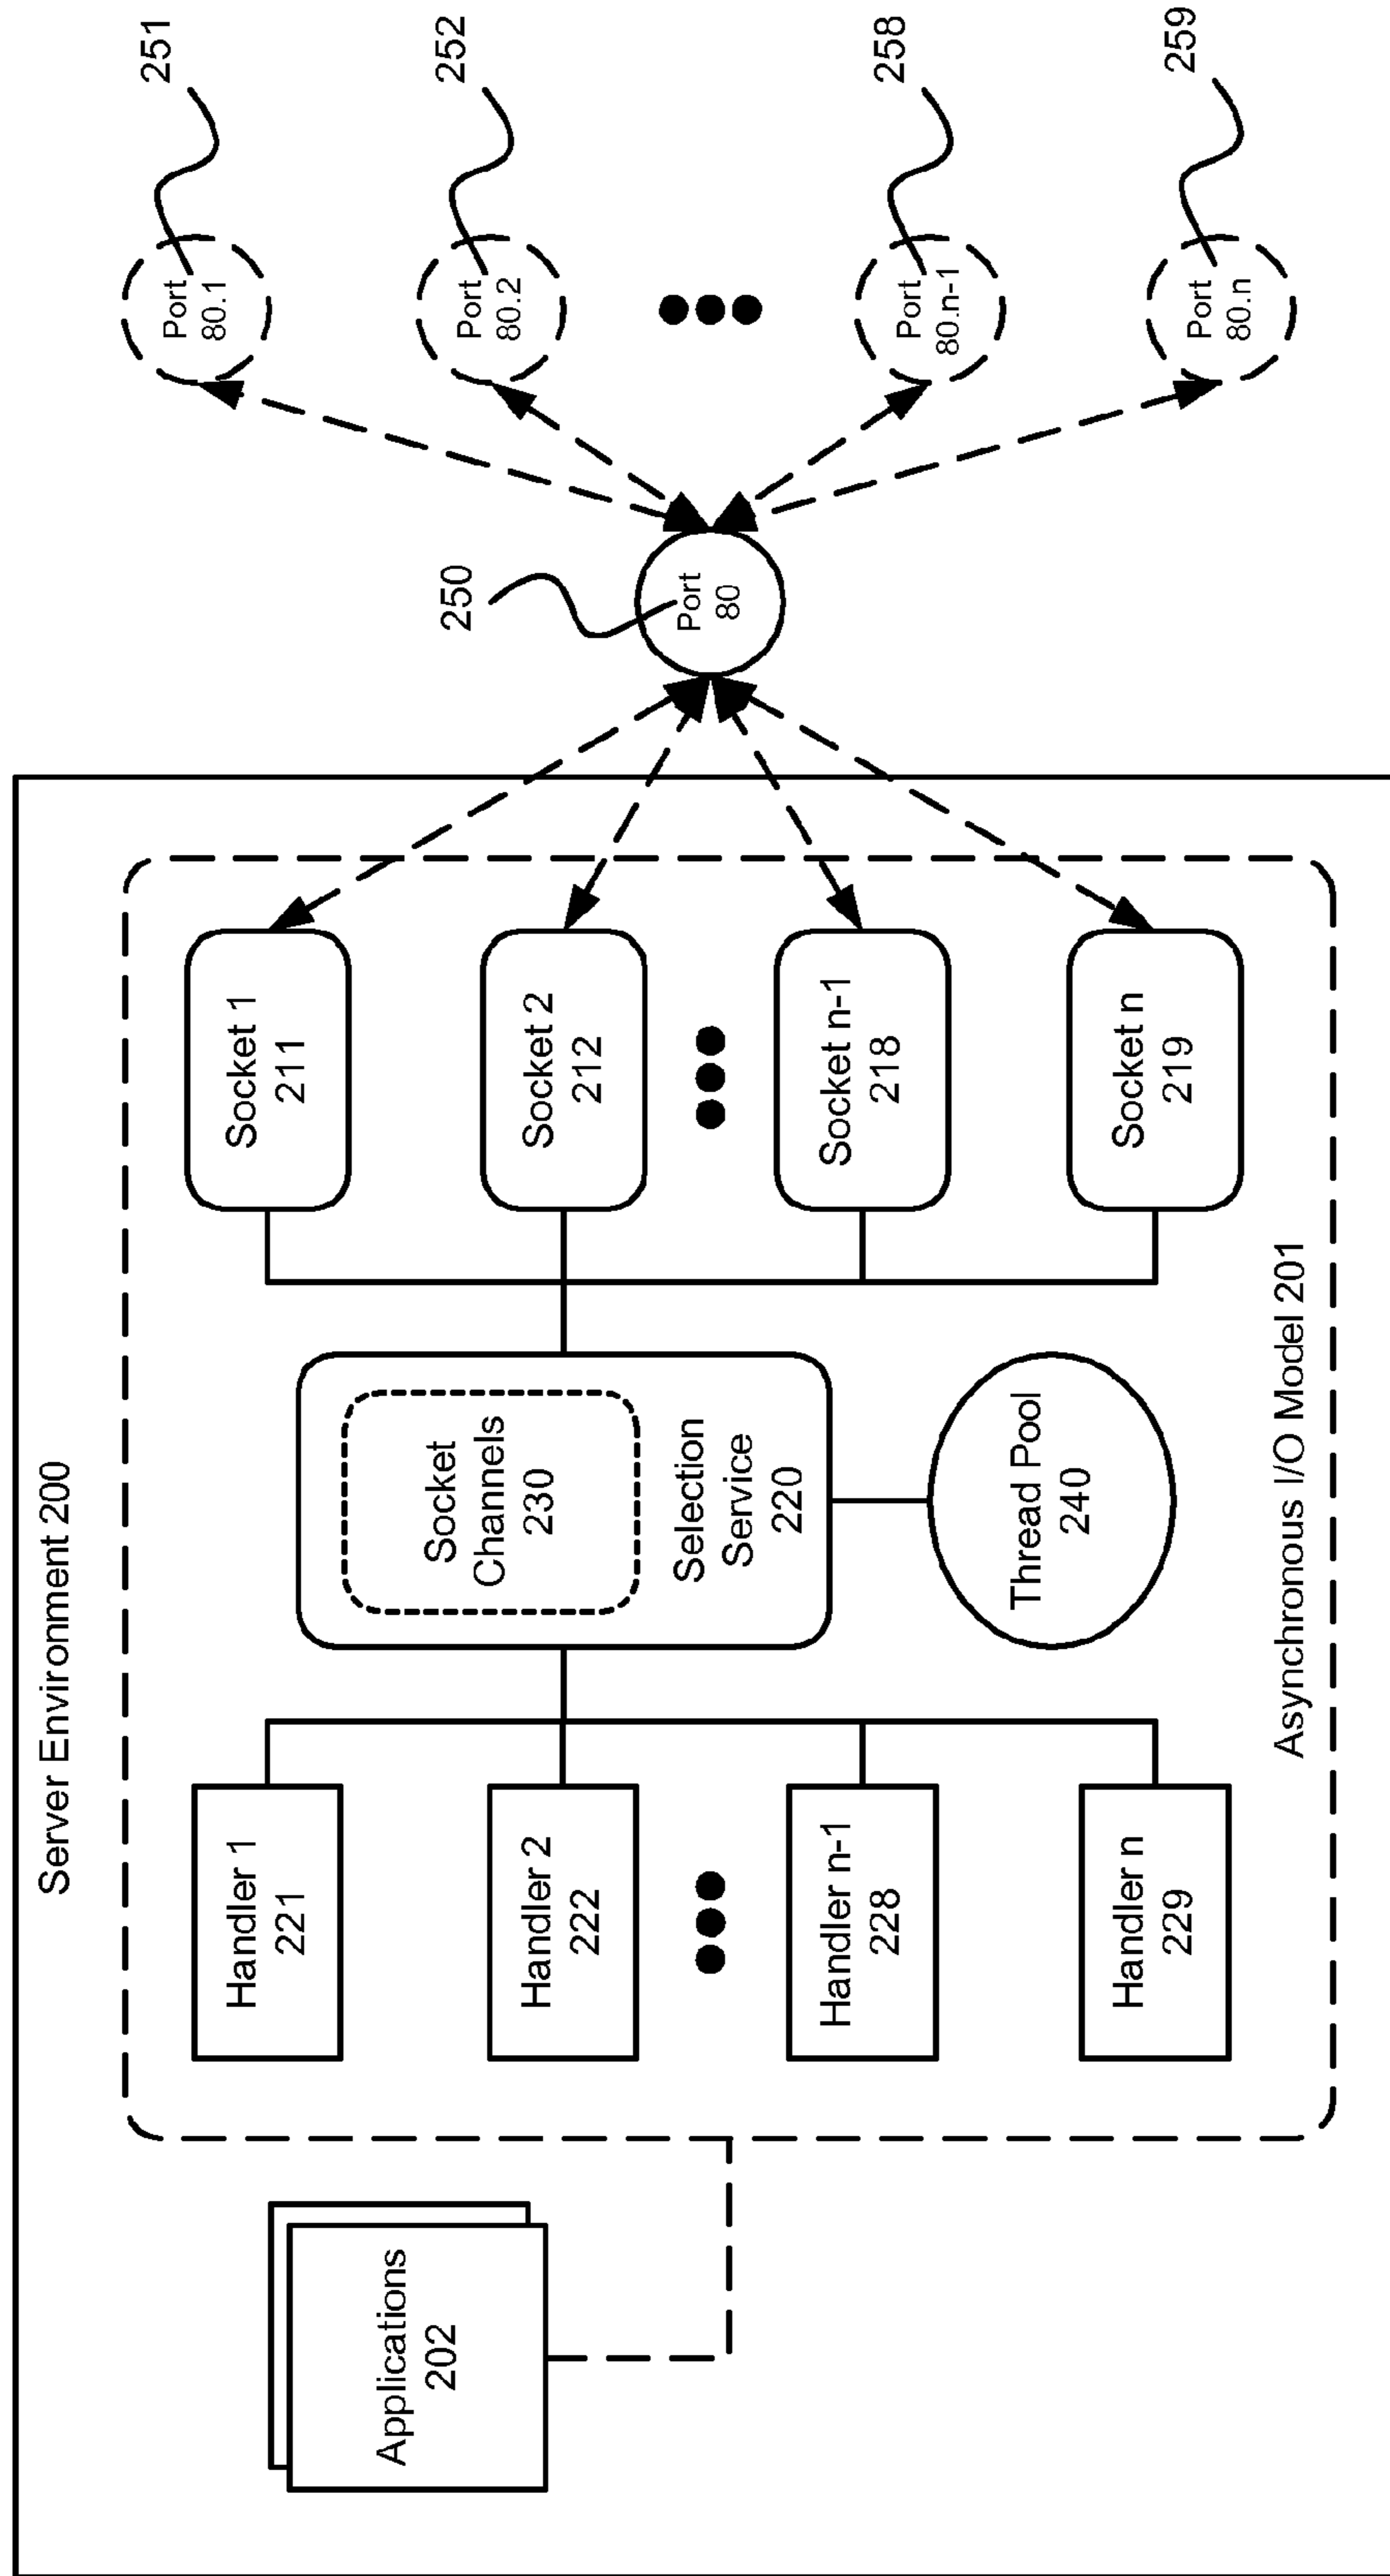 Server Environment 200
Applications
202
Handler 1
221
Handler 2
222
Handler n-1
228
Handler n
229
Socket
Channels
230
Selection
Service
220
Thread Pool
240
Socket 1
211
Socket 2
212
Socket n-1
218
Socket n
219
Asynchronous I/O Model 201
250
Port
80
Port
80.1
251
Port
80.2
252
Port
80.n-1
258
Port
80.n
259